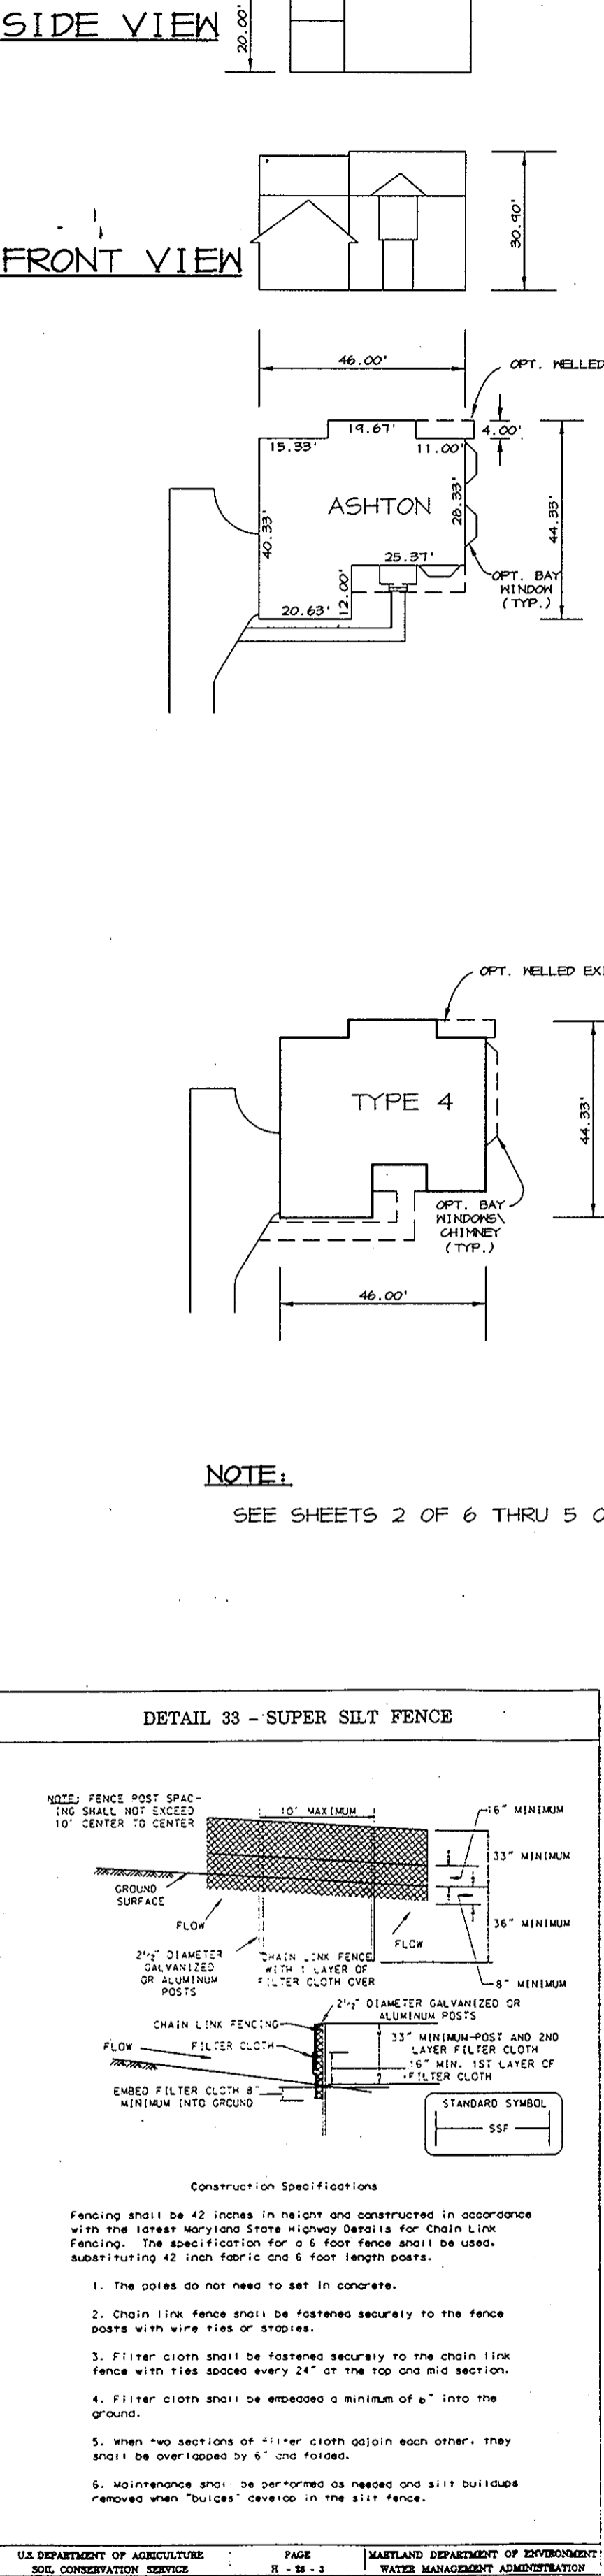 SIDE VIEW
20.00'
FRONT VIEW
30.90'
46.00'
OPT. WELLED
19.67'
4.00'
15.33'
11.00'
ASHTON
28.33'
40.33'
44.33'
25.37'
12.00'
20.63'
OPT. BAY
WINDOW
(TYP.)
OPT. WELLED EXI
TYPE 4
44.33'
OPT. BAY
WINDOWS\
CHIMNEY
(TYP.)
46.00'
NOTE:
SEE SHEETS 2 OF 6 THRU 5 O
DETAIL 33 - SUPER SILT FENCE
NOTE: FENCE POST SPAC-
ING SHALL NOT EXCEED
10' CENTER TO CENTER
10' MAXIMUM
16" MINIMUM
33" MINIMUM
GROUND
SURFACE
FLOW
36" MINIMUM
FLOW
2 1/2" DIAMETER
GALVANIZED
OR ALUMINUM
POSTS
CHAIN LINK FENCE
WITH 1 LAYER OF
FILTER CLOTH OVER
8" MINIMUM
2 1/2" DIAMETER GALVANIZED OR
ALUMINUM POSTS
CHAIN LINK FENCING
FLOW
FILTER CLOTH
33" MINIMUM-POST AND 2ND
LAYER FILTER CLOTH
16" MIN. 1ST LAYER OF
FILTER CLOTH
EMBED FILTER CLOTH 8"
MINIMUM INTO GROUND
STANDARD SYMBOL
SSF
Construction Specifications
Fencing shall be 42 inches in height and constructed in accordance
with the latest Maryland State Highway Details for Chain Link
Fencing. The specification for a 6 foot fence shall be used,
substituting 42 inch fabric and 6 foot length posts.
1. The poles do not need to set in concrete.
2. Chain link fence shall be fastened securely to the fence
posts with wire ties or staples.
3. Filter cloth shall be fastened securely to the chain link
fence with ties spaced every 24" at the top and mid section.
4. Filter cloth shall be embedded a minimum of into the
ground.
5. When two sections of filter cloth adjoin each other, they
shall be overlapped by 6" and folded.
6. Maintenance shall be performed as needed and silt buildups
removed when "bulges" develop in the silt fence.
U.S. DEPARTMENT OF AGRICULTURE
SOIL CONSERVATION SERVICE
PAGE
H - 26 - 3
MARYLAND DEPARTMENT OF ENVIRONMENT
WATER MANAGEMENT ADMINISTRATION